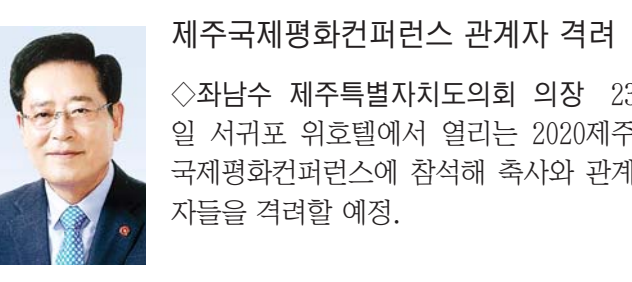 제주국제평화컨퍼런스 관계자 격려
◇좌남수 제주특별자치도의회 의장 23
일 서귀포 위호텔에서 열리는 2020제주
국제평화컨퍼런스에 참석해 축사와 관계
자들을 격려할 예정.